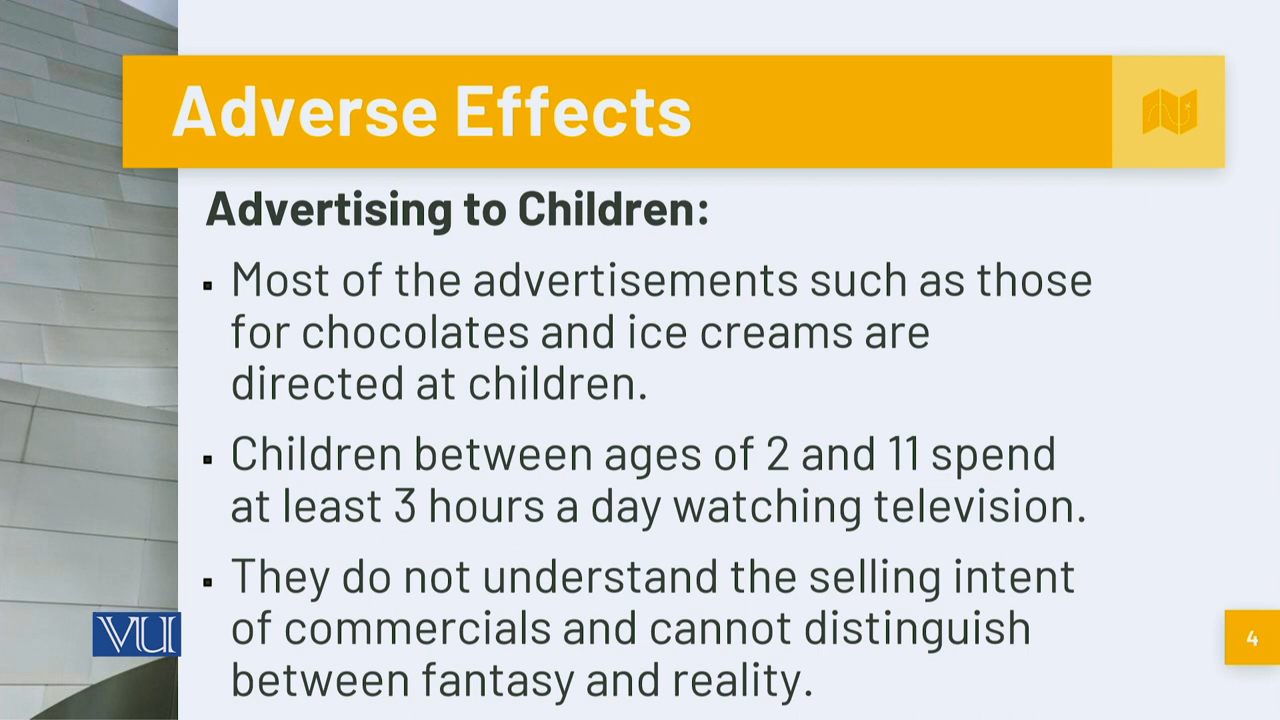 Adverse Effects
Advertising to Children:
▪ Most of the advertisements such as those
for chocolates and ice creams are
directed at children.
▪ Children between ages of 2 and 11 spend
at least 3 hours a day watching television.
▪ They do not understand the selling intent
of commercials and cannot distinguish
between fantasy and reality.
VU
4